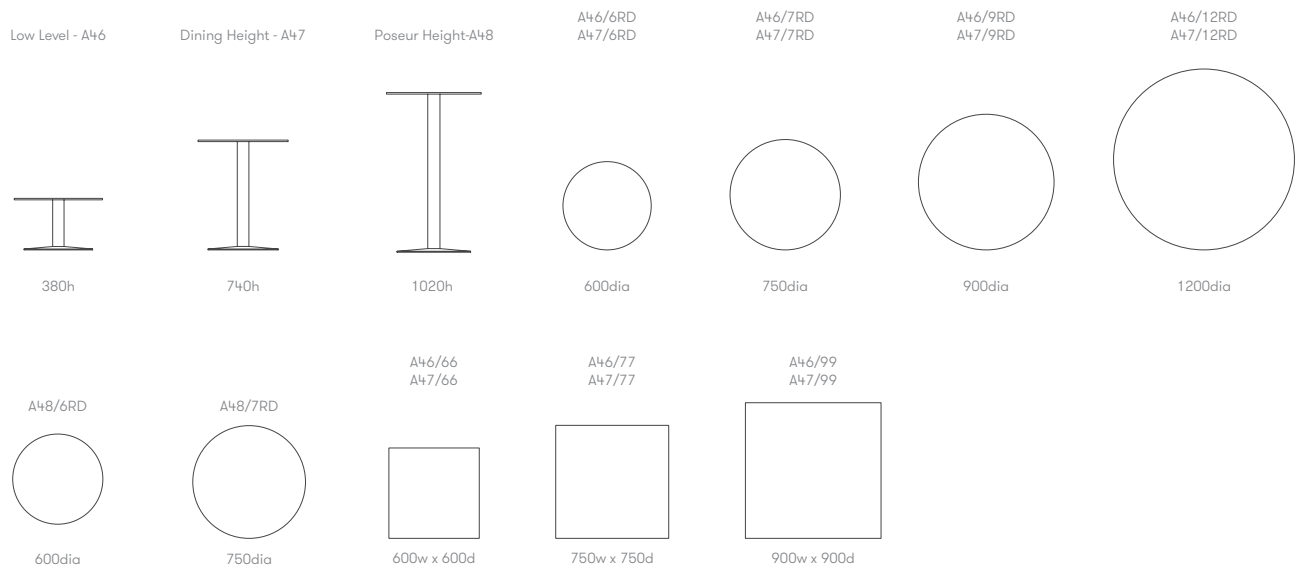 Low Level - A46
Dining Height - A47
Poseur Height-A48
A46/6RD
A47/6RD
A46/7RD
A47/7RD
A46/9RD
A47/9RD
A46/12RD
A47/12RD
380h
740h
1020h
600dia
750dia
900dia
1200dia
A48/6RD
A48/7RD
A46/66
A47/66
A46/77
A47/77
A46/99
A47/99
600dia
750dia
600w x 600d
750w x 750d
900w x 900d